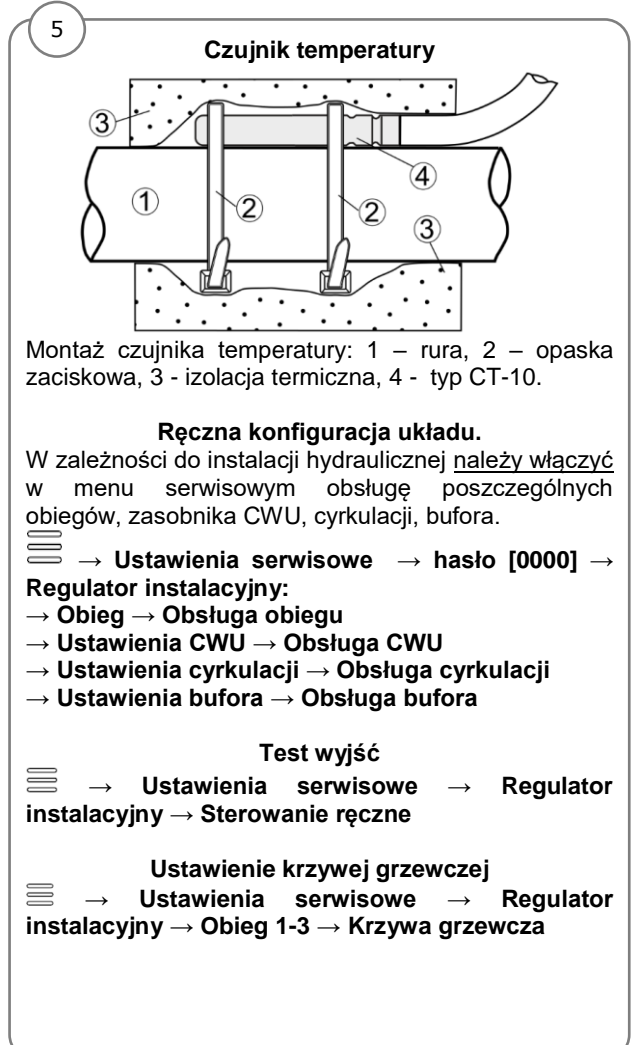 5
Czujnik temperatury
3
4
1
2
2
3
Montaż czujnika temperatury: 1 – rura, 2 – opaska
zaciskowa, 3 - izolacja termiczna, 4 - typ CT-10.
Ręczna konfiguracja układu.
W zależności do instalacji hydraulicznej należy włączyć
w menu serwisowym obsługę poszczególnych
obiegów, zasobnika CWU, cyrkulacji, bufora.
→ Ustawienia serwisowe → hasło [0000] →
Regulator instalacyjny:
→ Obieg → Obsługa obiegu
→ Ustawienia CWU → Obsługa CWU
→ Ustawienia cyrkulacji → Obsługa cyrkulacji
→ Ustawienia bufora → Obsługa bufora
Test wyjść
→ Ustawienia serwisowe → Regulator
instalacyjny → Sterowanie ręczne
Ustawienie krzywej grzewczej
→ Ustawienia serwisowe → Regulator
instalacyjny → Obieg 1-3 → Krzywa grzewcza